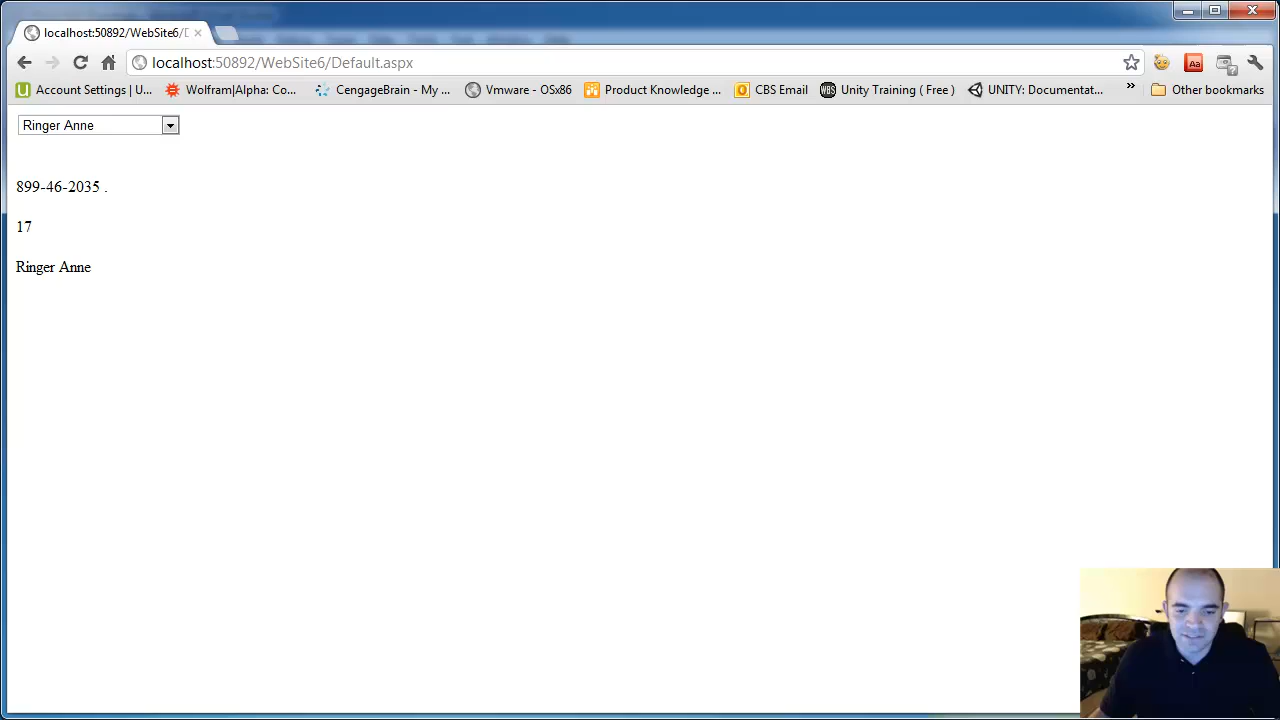 localhost:50892/WebSite6/D
localhost:50892/WebSite6/Default.aspx
Account Settings | U... Wolfram|Alpha: Co... CengageBrain - My ... Vmware - OSx86 Product Knowledge ... CBS Email WBS Unity Training ( Free ) UNITY: Documentat... » Other bookmarks
Ringer Anne
899-46-2035 .
17
Ringer Anne